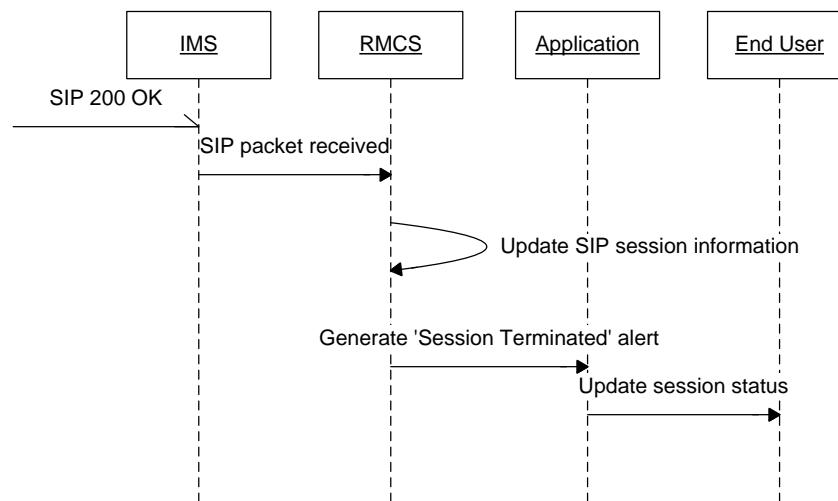 IMS
RMCS
Application
End User
SIP 200 OK
SIP packet received
Update SIP session information
Generate 'Session Terminated' alert
Update session status